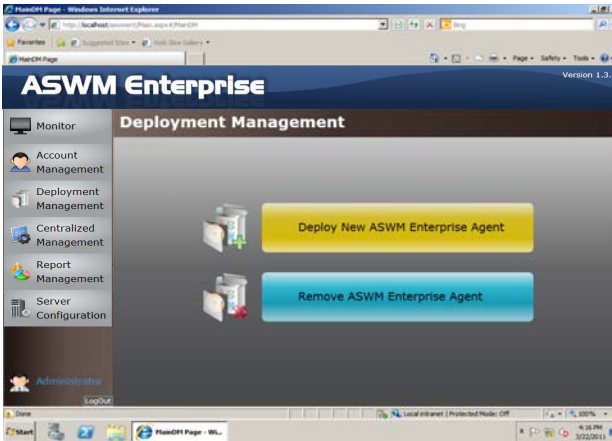 MainDM Page - Windows Internet Explorer
http://localhost
Main.aspx#/MainDM
Bing
Favorites
Suggested Sites
Web Slice Gallery
MainDM Page
Page
Safety
Tools
ASWM Enterprise
Version 1.3.
Monitor
Deployment Management
Account
Management
Deployment
Management
Centralized
Management
Report
Management
Server
Configuration
Deploy New ASWM Enterprise Agent
Remove ASWM Enterprise Agent
Administrator
LogOut
Done
Local intranet | Protected Mode: Off
100%
Start
MainDM Page - Wi...
4:16 PM
3/22/2011